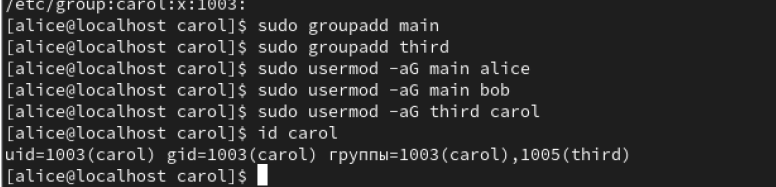 /etc/group:carol:x:1003:
[alice@localhost carol]$ sudo groupadd main
[alice@localhost carol]$ sudo groupadd third
[alice@localhost carol]$ sudo usermod -aG main alice
[alice@localhost carol]$ sudo usermod -aG main bob
[alice@localhost carol]$ sudo usermod -aG third carol
[alice@localhost carol]$ id carol
uid=1003(carol) gid=1003(carol) группы=1003(carol),1005(third)
[alice@localhost carol]$